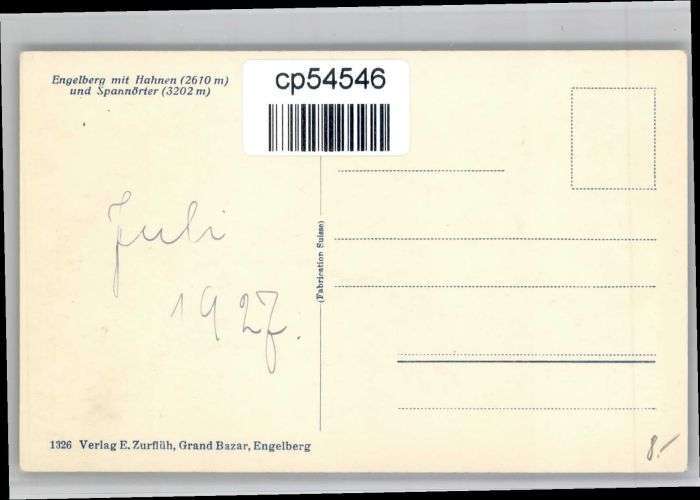 Engelberg mit Hahnen (2610 m)
und Spannörter (3202 m)
cp54546
Juli
1927.
(Fabrication Suisse)
1326 Verlag E. Zurflüh, Grand Bazar, Engelberg
8.-